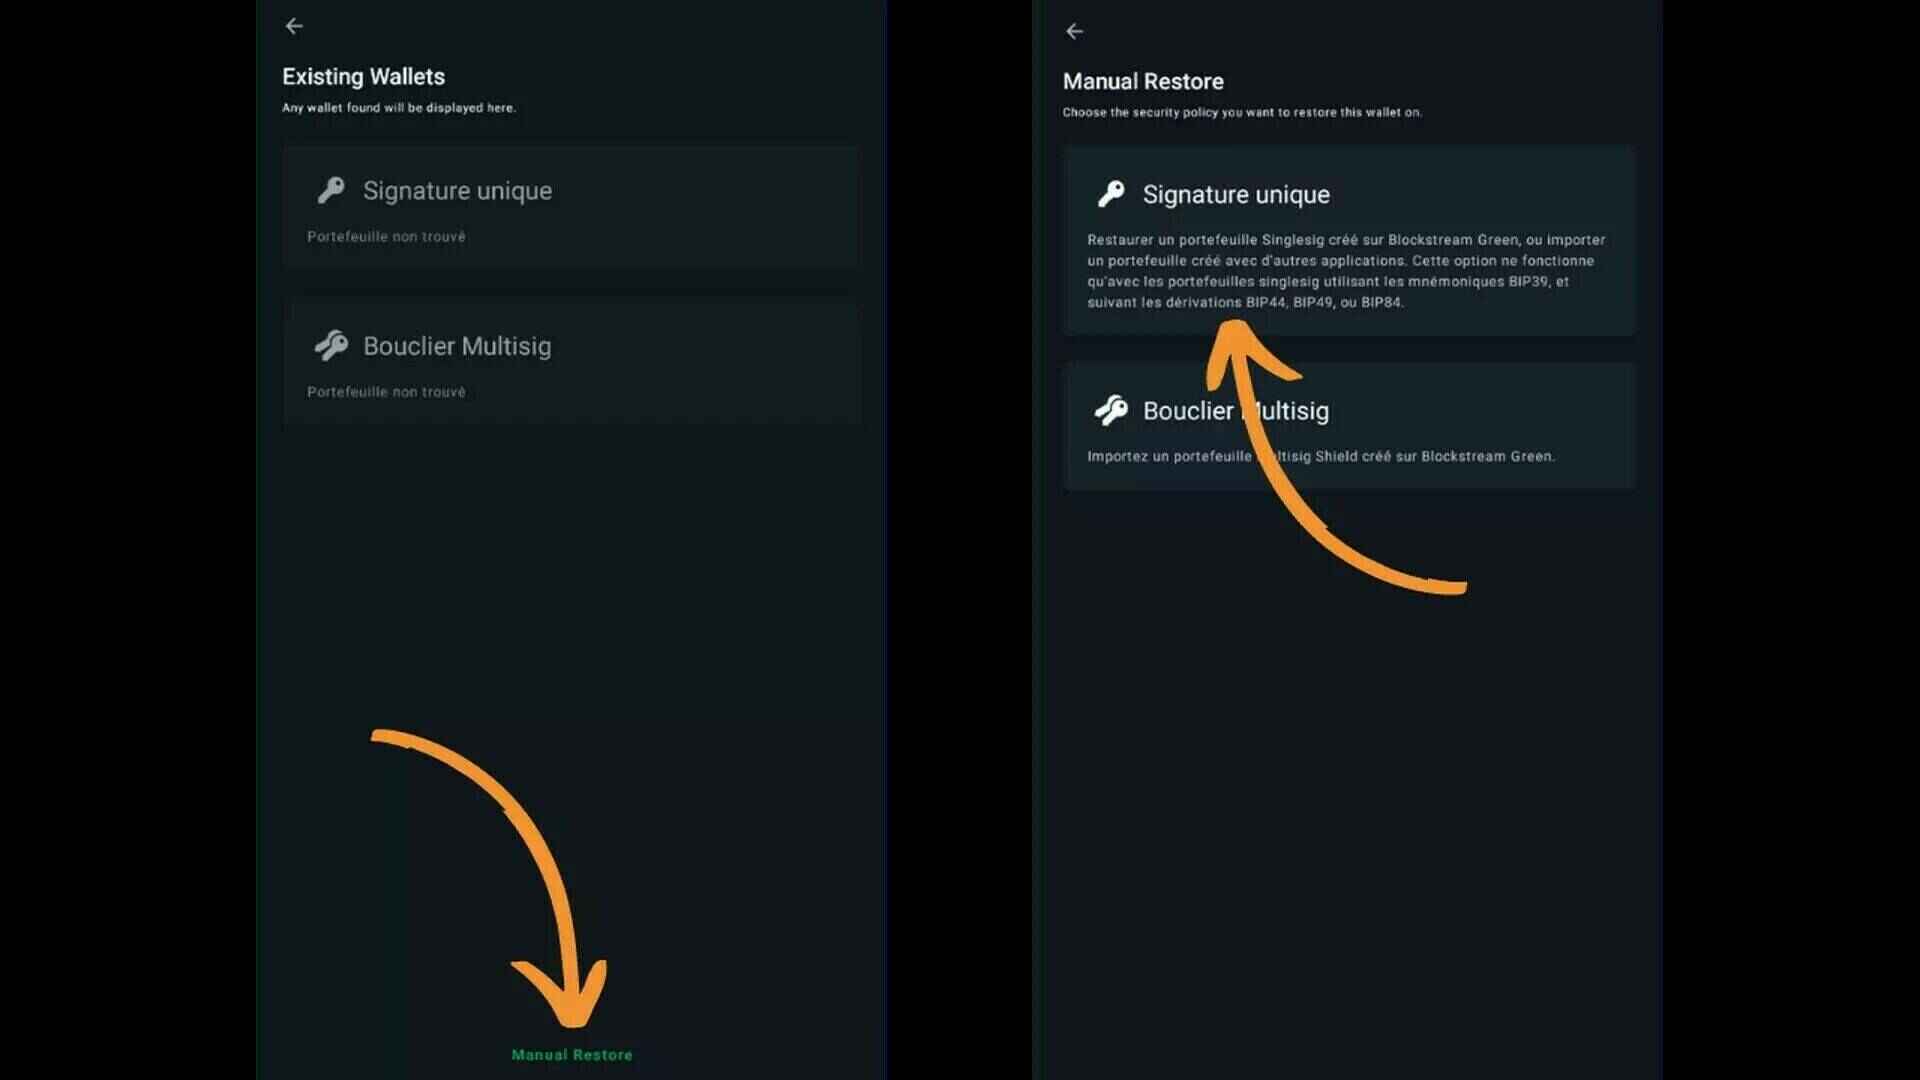 Existing Wallets
Any wallet found will be displayed here.
Signature unique
Portefeuille non trouvé
Bouclier Multisig
Portefeuille non trouvé
Manual Restore
Manual Restore
Choose the security policy you want to restore this wallet on.
Signature unique
Restaurer un portefeuille Singlesig créé sur Blockstream Green, ou importer
un portefeuille créé avec d'autres applications. Cette option ne fonctionne
qu'avec les portefeuilles singlesig utilisant les mnémoniques BIP39, et
suivant les dérivations BIP44, BIP49, ou BIP84.
Bouclier Multisig
Importez un portefeuille Multisig Shield créé sur Blockstream Green.